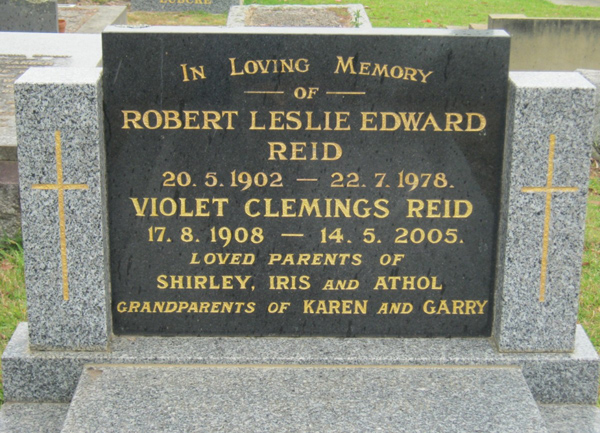 IN LOVING MEMORY
OF
ROBERT LESLIE EDWARD
REID
20. 5. 1902 — 22. 7. 1978.
VIOLET CLEMINGS REID
17. 8. 1908 — 14. 5. 2005.
LOVED PARENTS OF
SHIRLEY, IRIS AND ATHOL
GRANDPARENTS OF KAREN AND GARRY